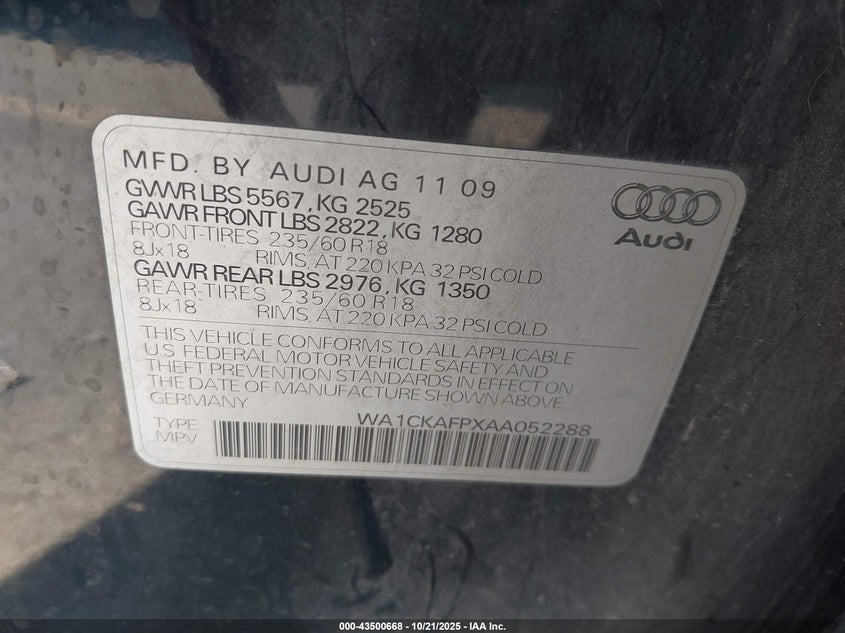 MFD. BY AUDI AG 11 09
GVWR LBS 5567, KG 2525
GAWR FRONT LBS 2822, KG 1280
FRONT-TIRES 235/60 R18
8Jx18 RIMS, AT 220 KPA 32 PSI COLD
GAWR REAR LBS 2976, KG 1350
REAR-TIRES 235/60 R18
8Jx18 RIMS, AT 220 KPA 32 PSI COLD
THIS VEHICLE CONFORMS TO ALL APPLICABLE
U.S. FEDERAL MOTOR VEHICLE SAFETY AND
THEFT PREVENTION STANDARDS IN EFFECT ON
THE DATE OF MANUFACTURE SHOWN ABOVE
GERMANY
TYPE WA1CKAFPXAA052288
MPV
Audi
000-43500668 - 10/21/2025 - IAA Inc.